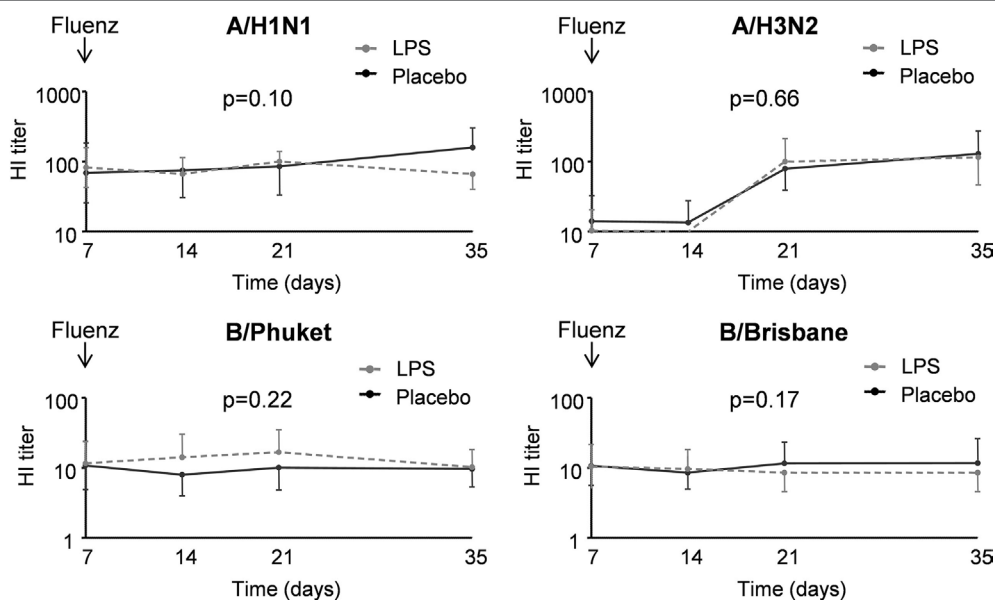 Fluenz
A/H1N1
LPS
Placebo
1000
p=0.10
100
10
HI titer
7 14 21 35
Time (days)
Fluenz
A/H3N2
LPS
Placebo
1000
p=0.66
100
10
HI titer
7 14 21 35
Time (days)
Fluenz
B/Phuket
LPS
Placebo
100
p=0.22
10
1
HI titer
7 14 21 35
Time (days)
Fluenz
B/Brisbane
LPS
Placebo
100
p=0.17
10
1
HI titer
7 14 21 35
Time (days)